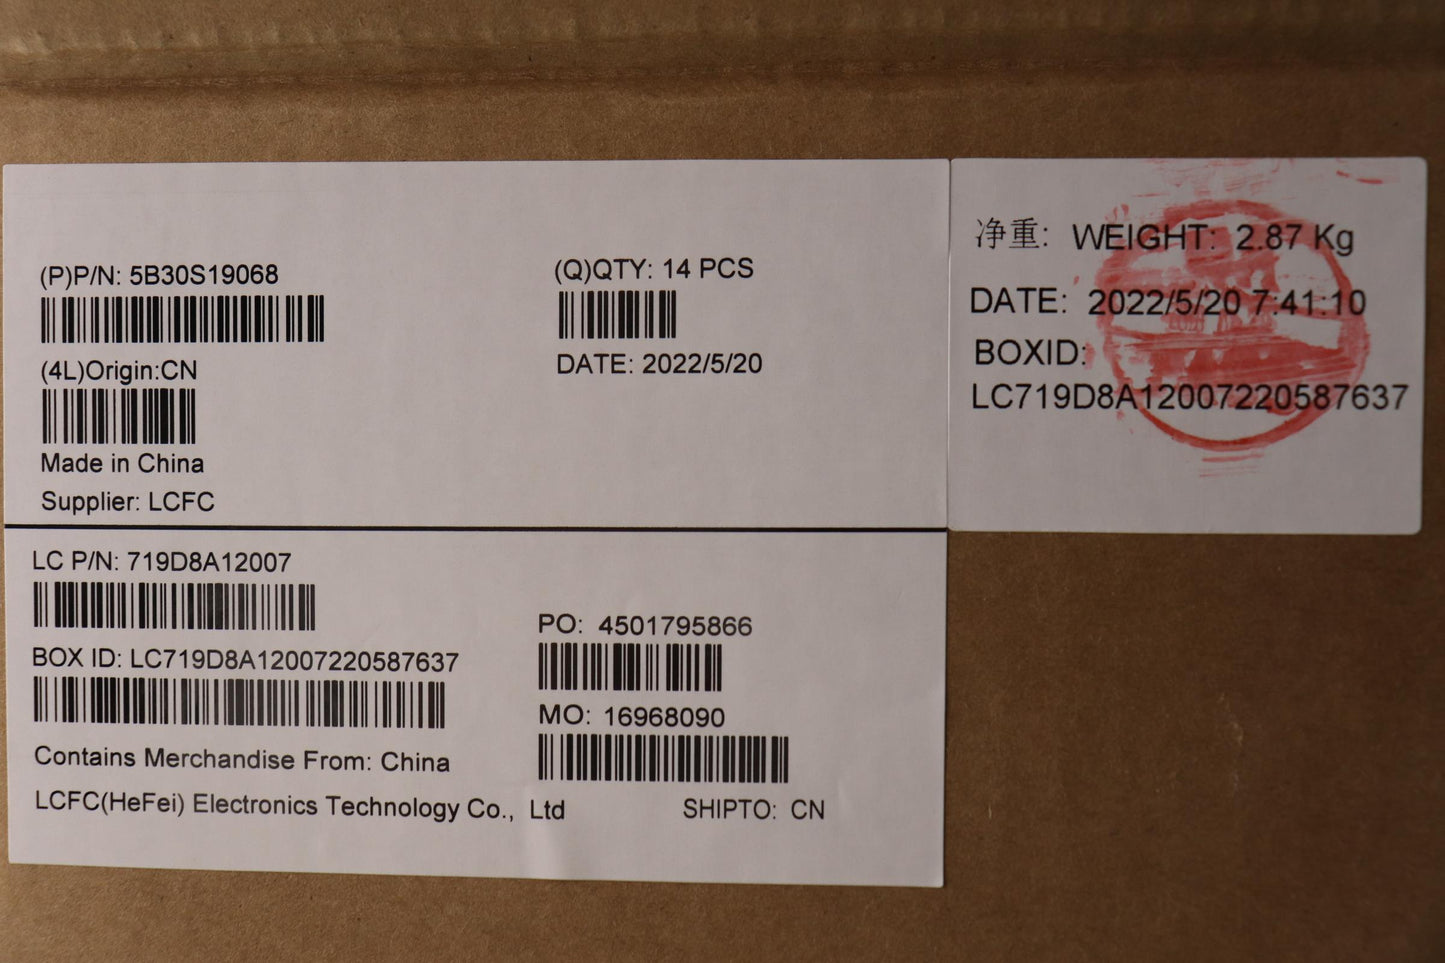 (P)P/N: 5B30S19068
(Q)QTY: 14 PCS
(4L)Origin:CN
DATE: 2022/5/20
Made in China
Supplier: LCFC
LC P/N: 719D8A12007
BOX ID: LC719D8A12007220587637
PO: 4501795866
MO: 16968090
Contains Merchandise From: China
LCFC(HeFei) Electronics Technology Co., Ltd
SHIPTO: CN
净重: WEIGHT: 2.87 Kg
DATE: 2022/5/20 7:41:10
BOXID:
LC719D8A12007220587637